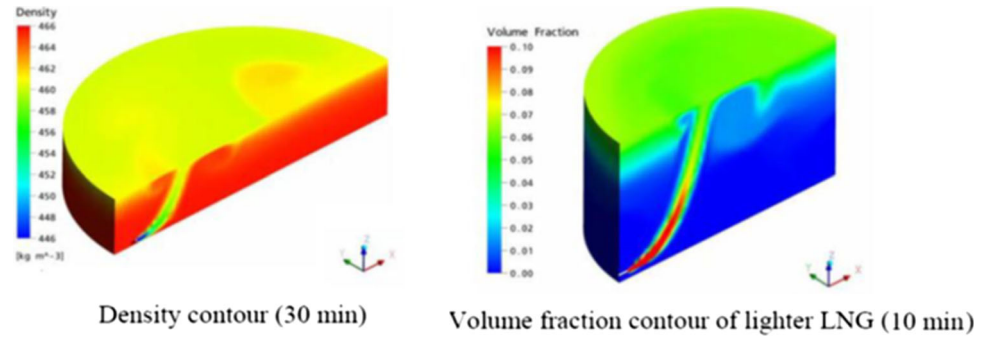 Density
466
464
462
460
458
456
454
452
450
448
446
[kg m^-3]
Z
Y
X
Density contour (30 min)
Volume Fraction
0.10
0.09
0.08
0.07
0.06
0.05
0.04
0.03
0.02
0.01
0.00
Z
Y
X
Volume fraction contour of lighter LNG (10 min)